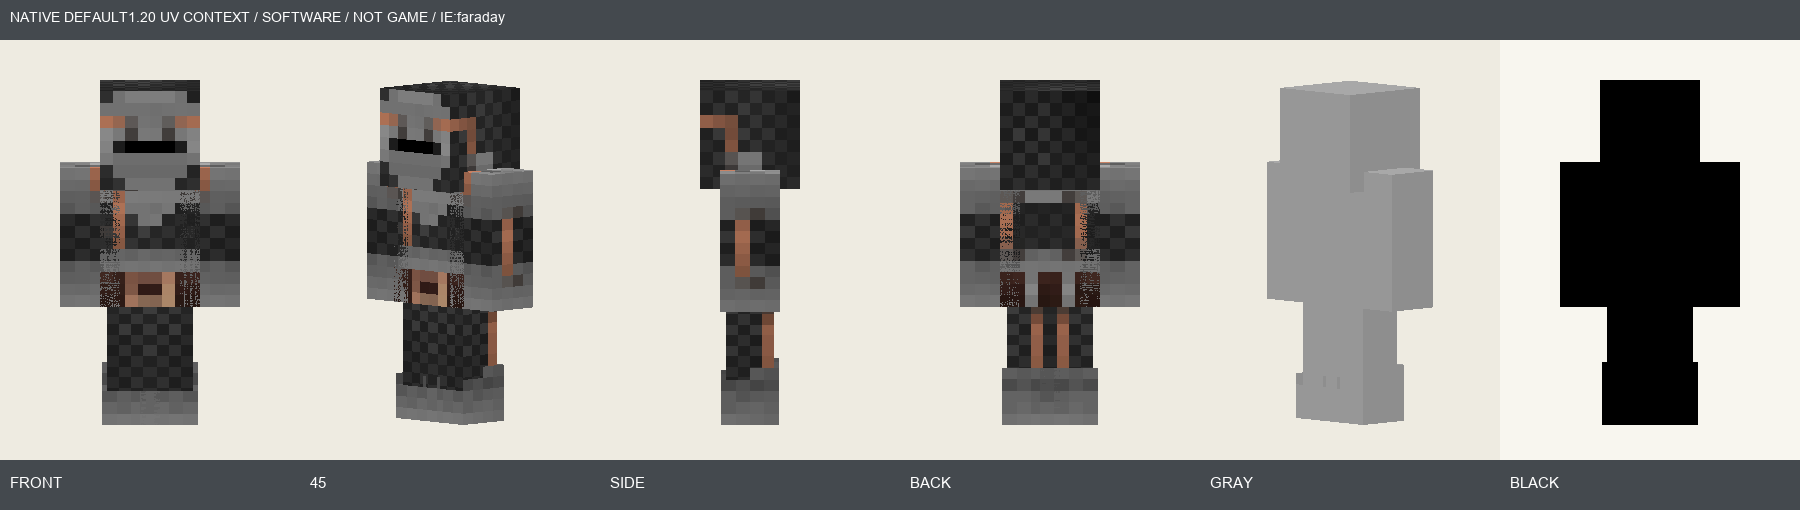 NATIVE DEFAULT1.20 UV CONTEXT / SOFTWARE / NOT GAME / IE:faraday
FRONT
45
SIDE
BACK
GRAY
BLACK